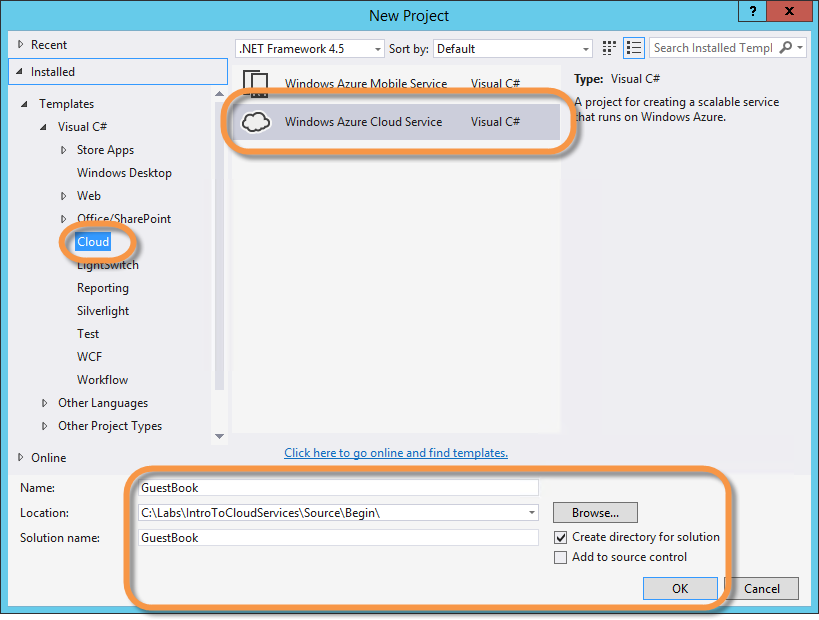 New Project
?
x
Recent
.NET Framework 4.5
Sort by:
Default
Search Installed Templ
Installed
Templates
Visual C#
Store Apps
Windows Desktop
Web
Office/SharePoint
Cloud
LightSwitch
Reporting
Silverlight
Test
WCF
Workflow
Other Languages
Other Project Types
Online
Windows Azure Mobile Service Visual C#
Windows Azure Cloud Service Visual C#
Type: Visual C#
A project for creating a scalable service
that runs on Windows Azure.
Click here to go online and find templates.
Name: GuestBook
Location: C:\Labs\IntroToCloudServices\Source\Begin\
Browse...
Solution name: GuestBook
Create directory for solution
Add to source control
OK
Cancel